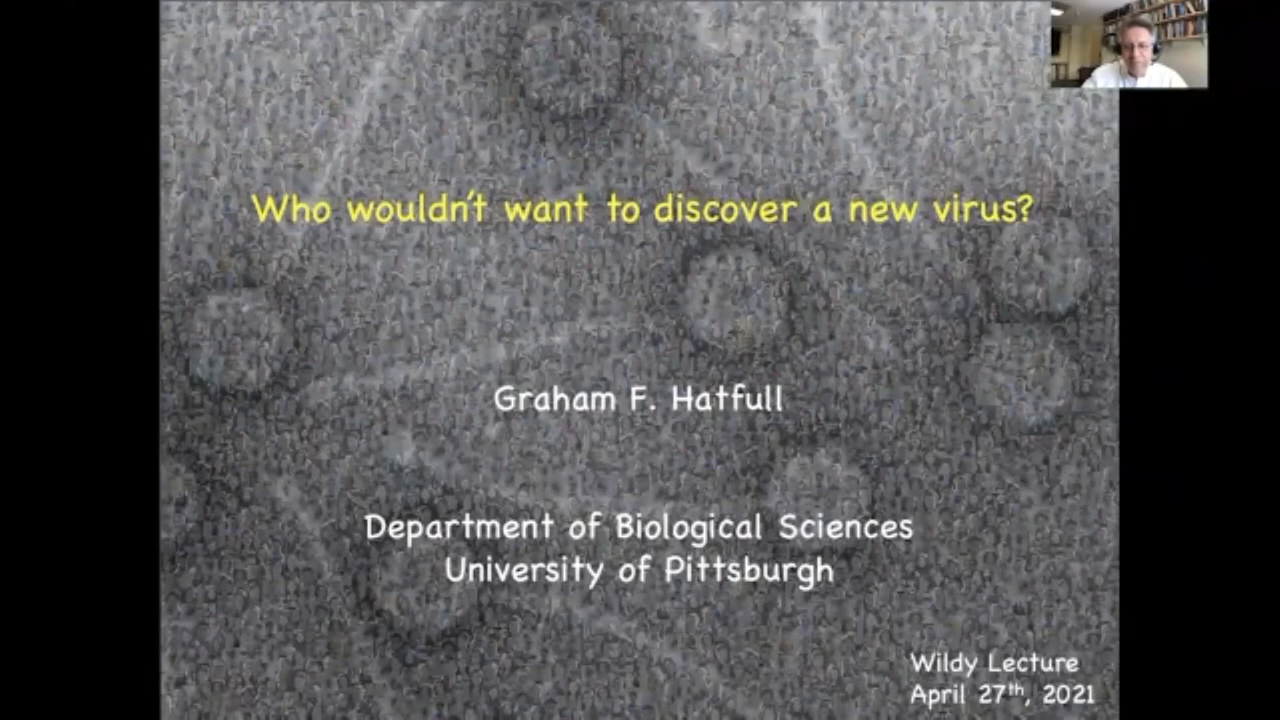 Who wouldn't want to discover a new virus?
Graham F. Hatfull
Department of Biological Sciences
University of Pittsburgh
Wildy Lecture
April 27th, 2021